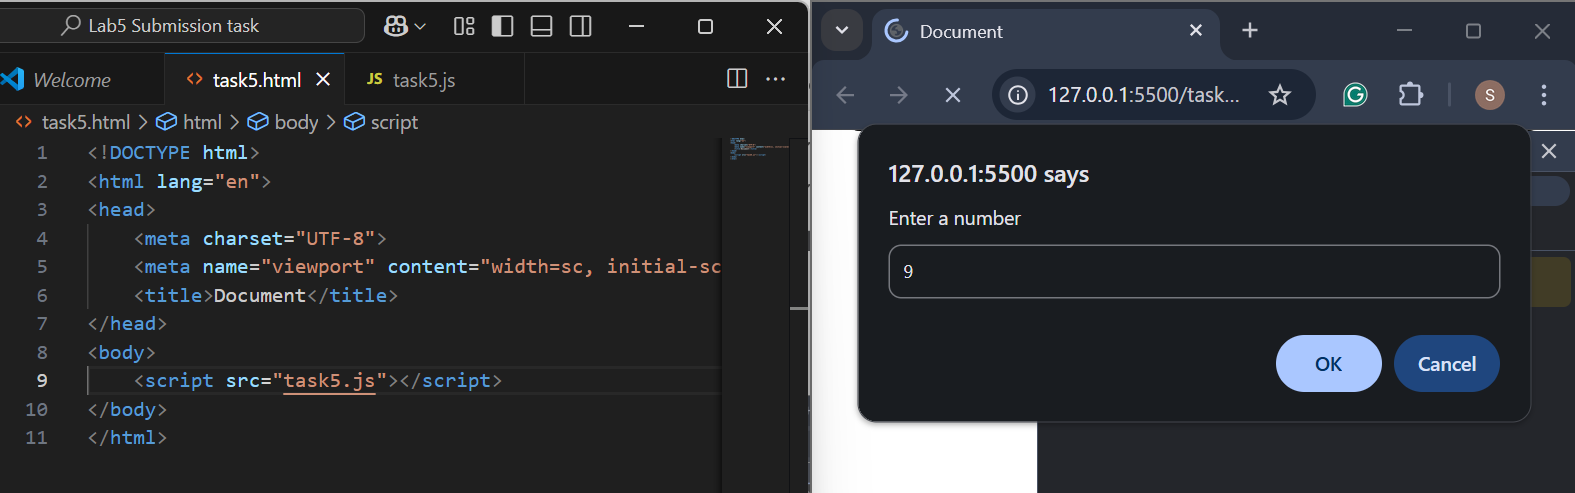 Lab5 Submission task
Welcome
task5.html
JS task5.js
task5.html > html > body > script
1 <!DOCTYPE html>
2 <html lang="en">
3 <head>
4 <meta charset="UTF-8">
5 <meta name="viewport" content="width=sc, initial-sc
6 <title>Document</title>
7 </head>
8 <body>
9 <script src="task5.js"></script>
10 </body>
11 </html>
Document
127.0.0.1:5500/task...
S
127.0.0.1:5500 says
Enter a number
9
OK Cancel